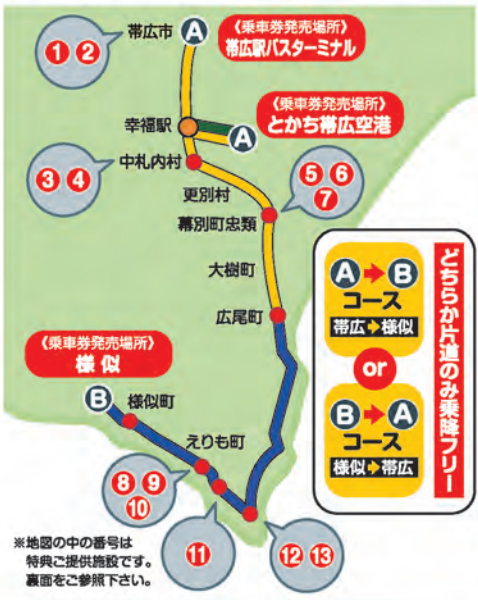 帯広市
A
〈乗車券発売場所〉
帯広駅バスターミナル
1 2
幸福駅
A
〈乗車券発売場所〉
とかち帯広空港
中札内村
3 4
更別村
5 6
7
幕別町忠類
大樹町
広尾町
〈乗車券発売場所〉
様似
B
様似町
えりも町
8 9
10
11
12 13
A➡B
コース
帯広➡様似
or
B➡A
コース
様似➡帯広
どちらか片道のみ乗降フリー
※地図の中の番号は
特典ご提供施設です。
裏面をご参照下さい。